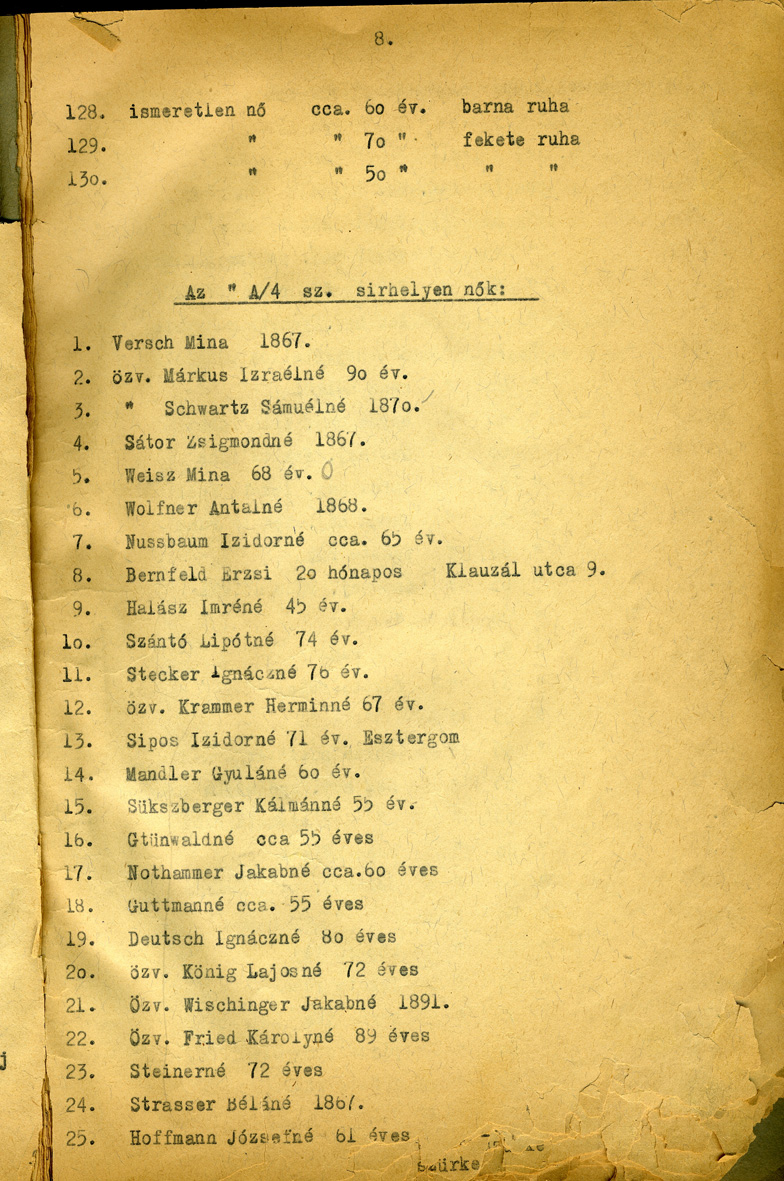 8.
128. ismeretlen nő cca. 6o év. barna ruha
129. " " 7o " fekete ruha
13o. " " 5o " " "
Az " A/4 sz. sirhelyen nők:
1. Versch Mina 1867.
2. özv. Márkus Izraélné 9o év.
3. " Schwartz Sámuélné 187o.
4. Sátor Zsigmondné 1867.
5. Weisz Mina 68 év.
6. Wolfner Antalné 1868.
7. Nussbaum Izidorné cca. 65 év.
8. Bernfeld Erzsi 2o hónapos Klauzál utca 9.
9. Halász Imréné 45 év.
1o. Szántó Lipótné 74 év.
11. Stecker Ignáczné 76 év.
12. özv. Krammer Herminné 67 év.
13. Sipos Izidorné 71 év. Esztergom
14. Mandler Gyuláné 6o év.
15. Sükszberger Kálmánné 55 év.
16. Gtünwaldné cca 55 éves
17. Nothammer Jakabné cca.6o éves
18. Guttmanné cca. 55 éves
19. Deutsch Ignáczné 8o éves
2o. özv. König Lajosné 72 éves
21. Özv. Wischinger Jakabné 1891.
22. Özv. Fried Károlyné 89 éves
23. Steinerné 72 éves
24. Strasser Béláné 1867.
25. Hoffmann Józsefné 61 éves
szürke